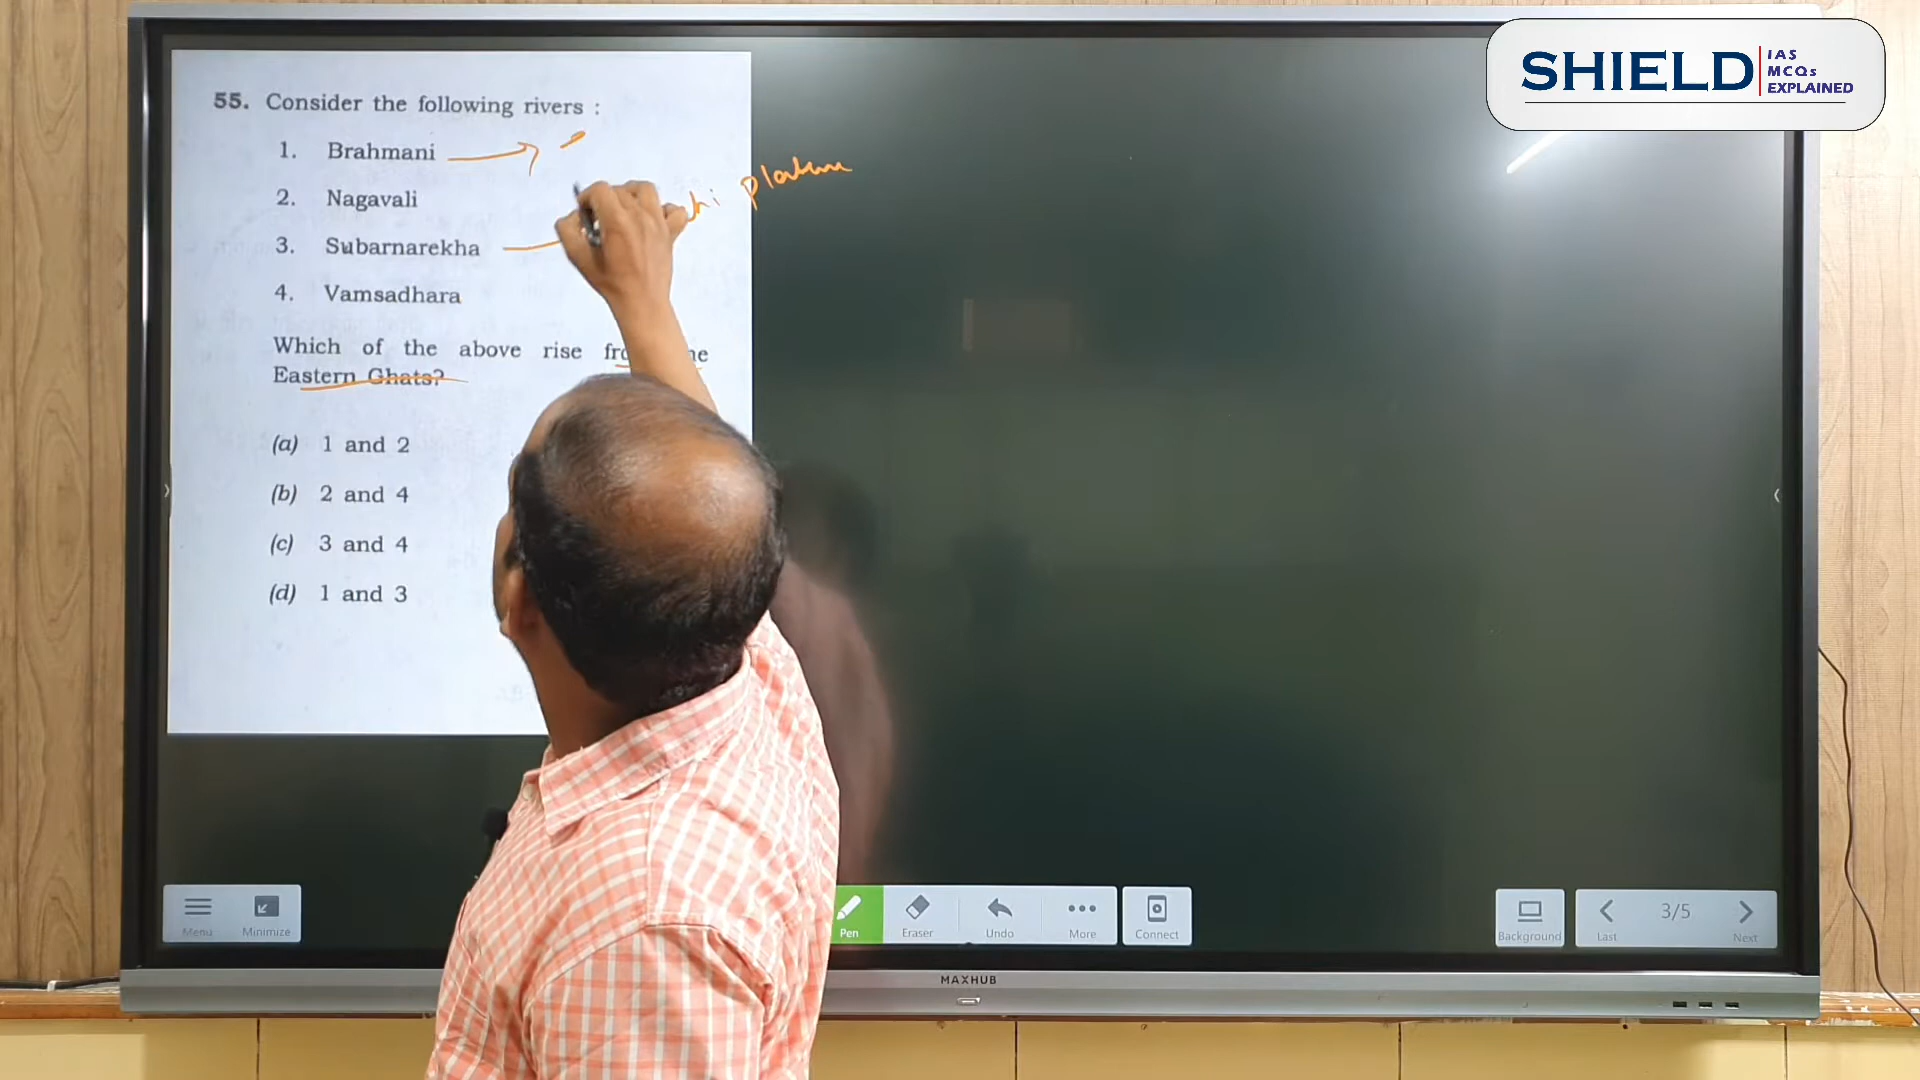 SHIELD
IAS
MCQs
EXPLAINED
55. Consider the following rivers :
1. Brahmani
2. Nagavali
3. Subarnarekha
4. Vamsadhara
Which of the above rise
Eastern Ghats?
(a) 1 and 2
(b) 2 and 4
(c) 3 and 4
(d) 1 and 3
Menu
Minimize
Pen
Eraser
Undo
More
Connect
Background
Last
3/5
Next
MAXHUB